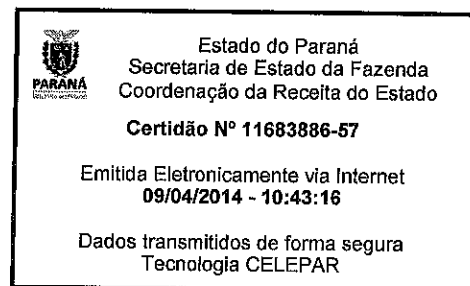 Estado do Paraná
Secretaria de Estado da Fazenda
PARANÁ
Coordenação da Receita do Estado
Certidão Nº 11683886-57
Emitida Eletronicamente via Internet
09/04/2014 - 10:43:16
Dados transmitidos de forma segura
Tecnologia CELEPAR